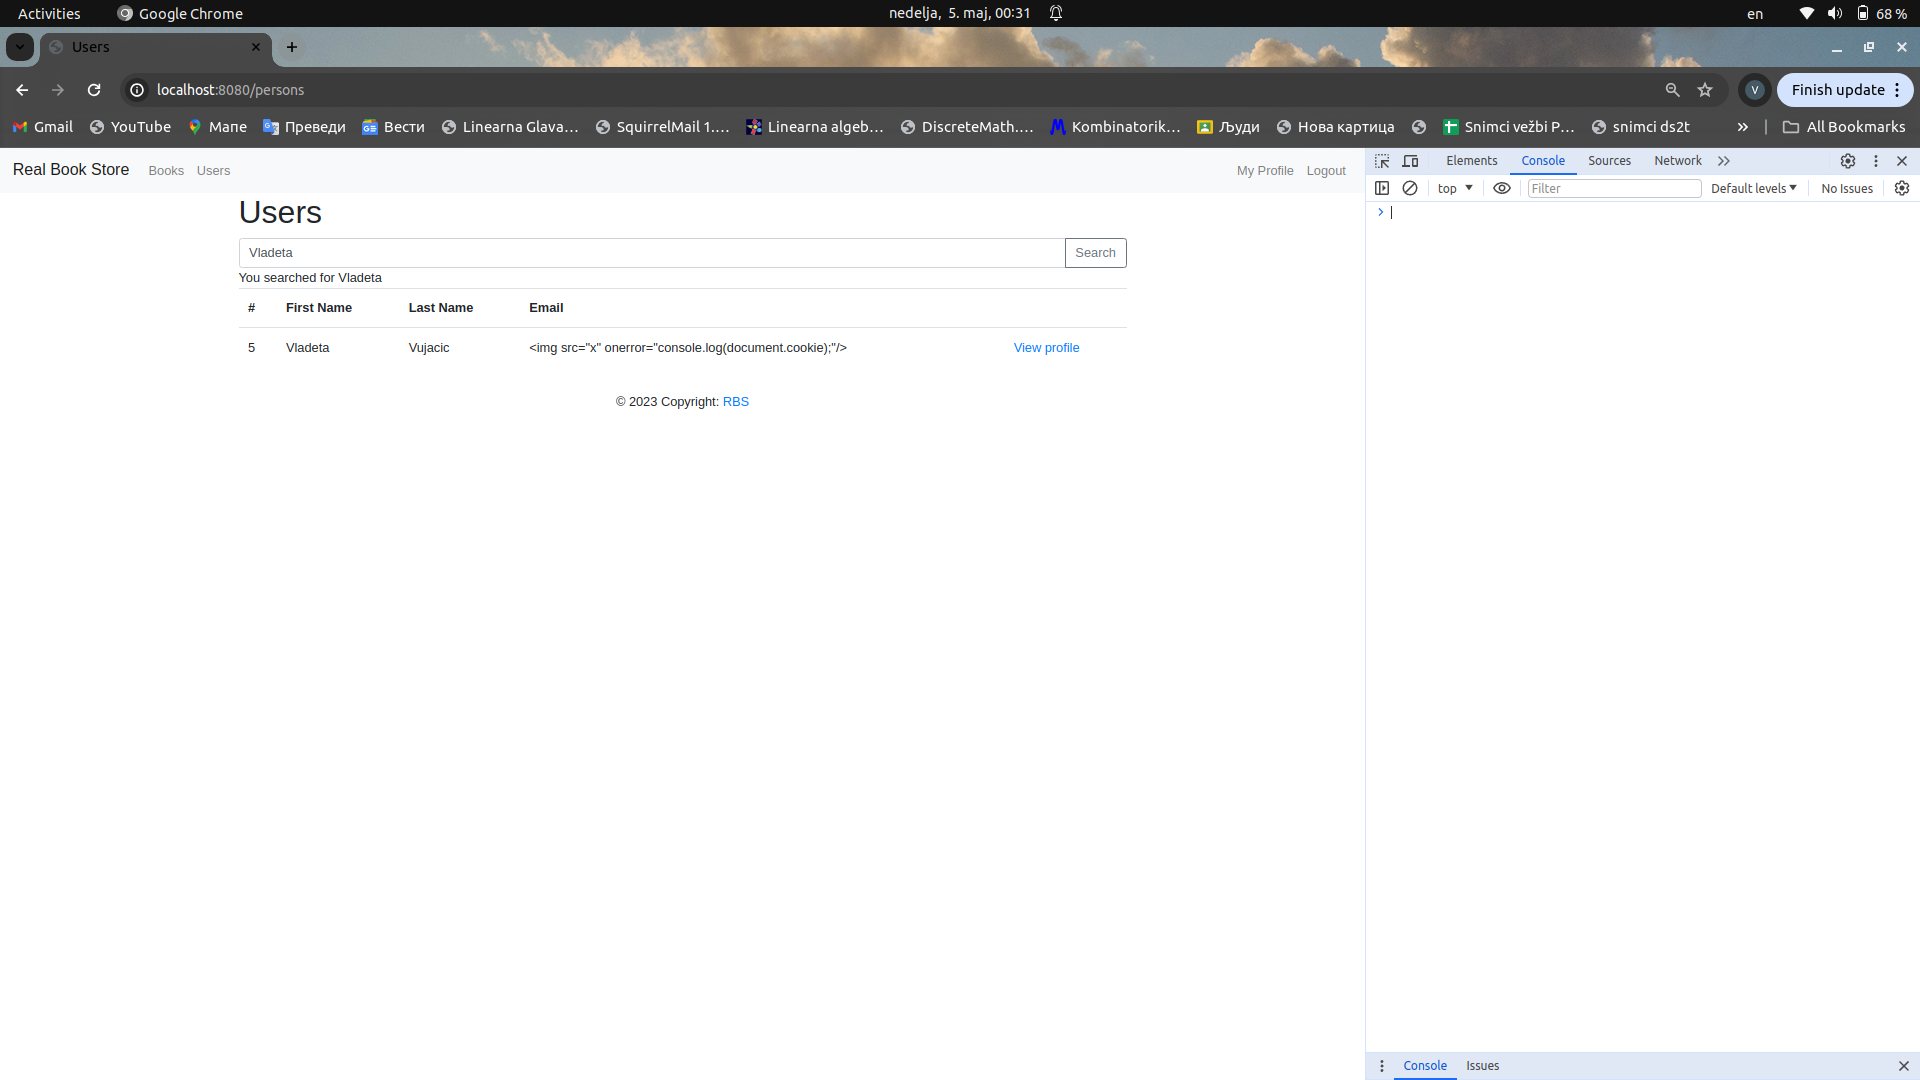 Activities Google Chrome nedelja, 5. maj, 00:31 en 68 %
Users
localhost:8080/persons V Finish update
Gmail YouTube Мапе Преведи Вести Linearna Glava… SquirrelMail 1.… Linearna algeb… DiscreteMath.… Kombinatorik… Људи Нова картица Snimci vežbi P… snimci ds2t » All Bookmarks
Real Book Store Books Users My Profile Logout
Elements Console Sources Network
top Filter Default levels No Issues
Users
Vladeta Search
You searched for Vladeta
# First Name Last Name Email
5 Vladeta Vujacic <img src="x" onerror="console.log(document.cookie);"/> View profile
© 2023 Copyright: RBS
Console Issues